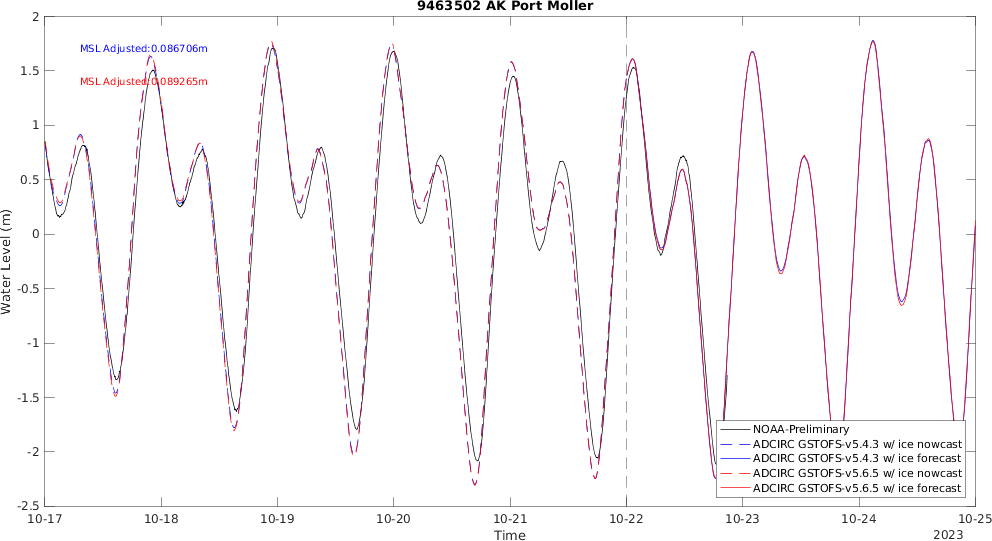 9463502 AK Port Moller
MSL Adjusted:0.086706m
MSL Adjusted:0.089265m
Water Level (m)
2
1.5
1
0.5
0
-0.5
-1
-1.5
-2
-2.5
NOAA-Preliminary
ADCIRC GSTOFS-v5.4.3 w/ ice nowcast
ADCIRC GSTOFS-v5.4.3 w/ ice forecast
ADCIRC GSTOFS-v5.6.5 w/ ice nowcast
ADCIRC GSTOFS-v5.6.5 w/ ice forecast
10-17 10-18 10-19 10-20 10-21 10-22 10-23 10-24 10-25
Time
2023